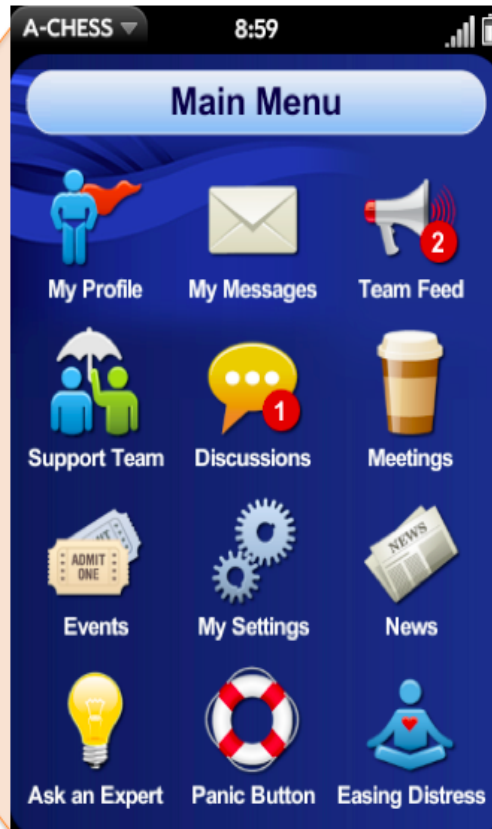 A-CHESS 8:59
Main Menu
My Profile My Messages 2 Team Feed
Support Team 1 Discussions Meetings
ADMIT ONE NEWS
Events My Settings News
Ask an Expert Panic Button Easing Distress